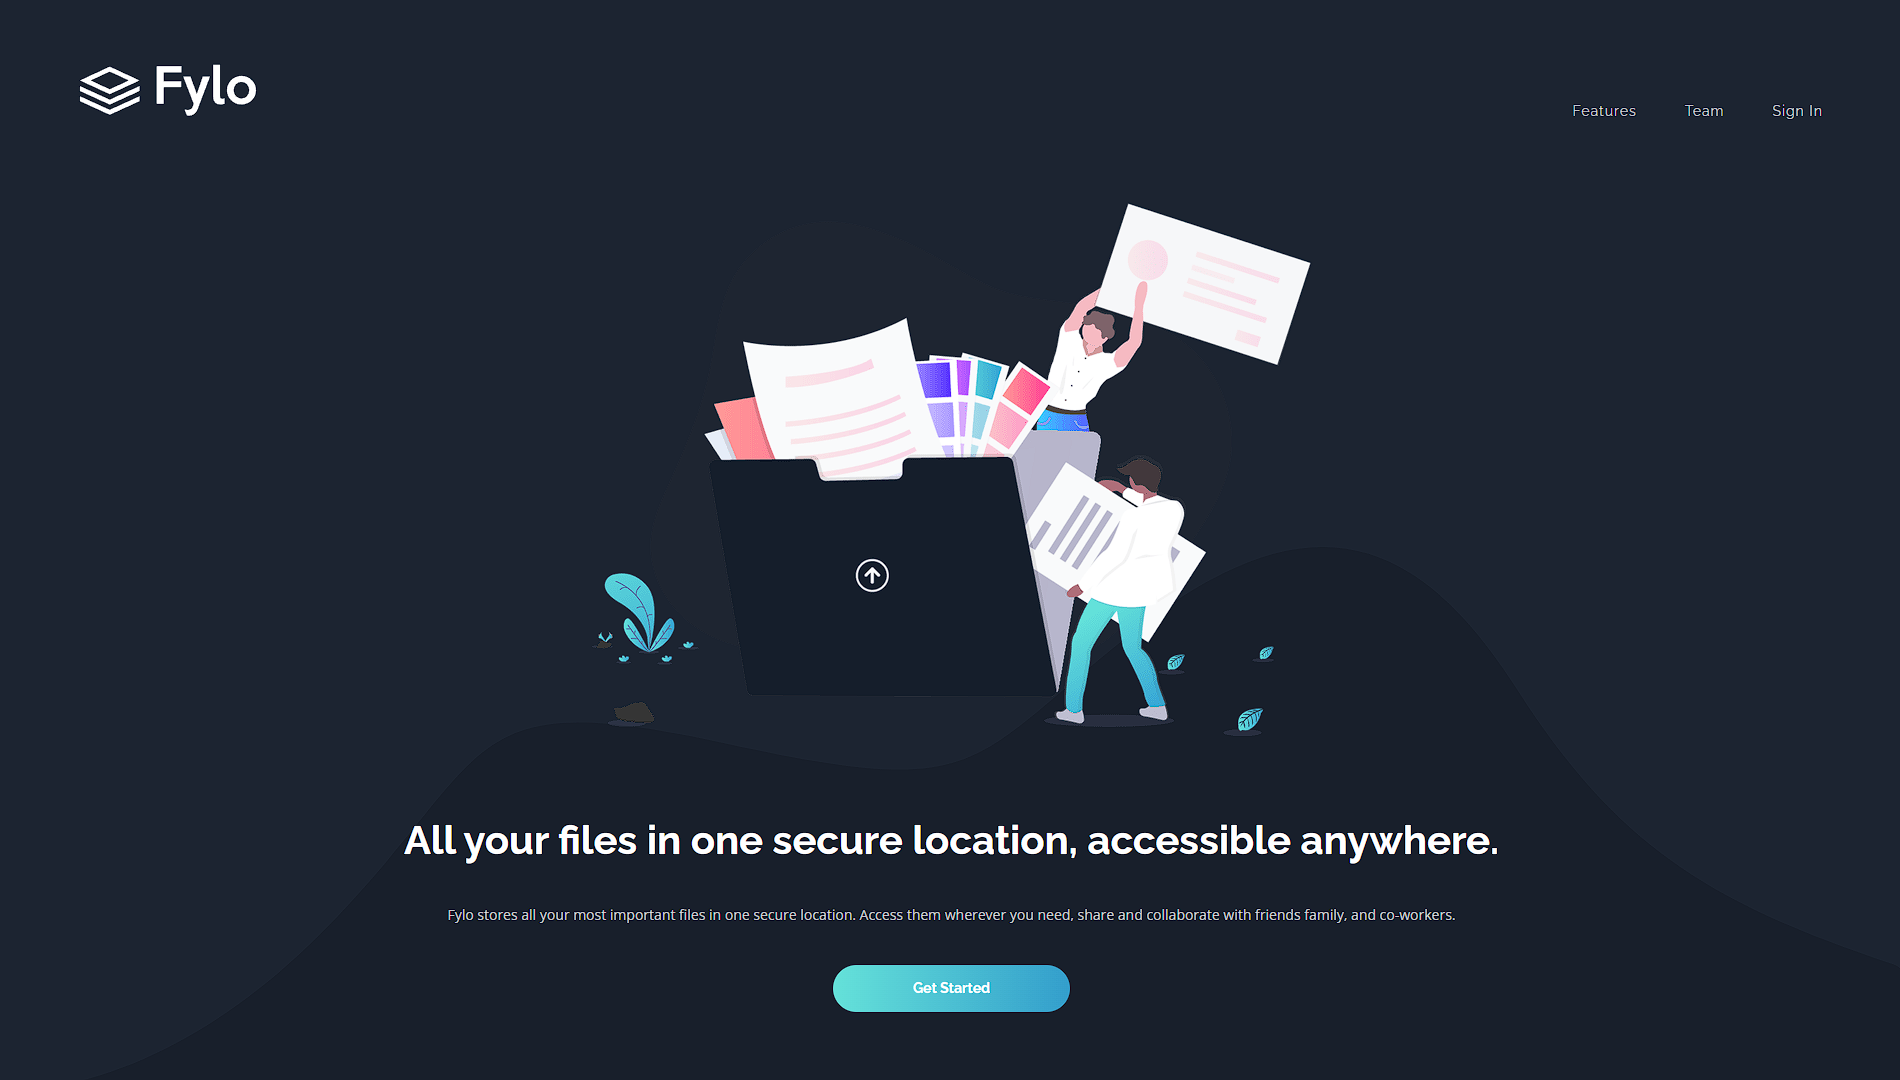 Fylo
Features
Team
Sign In
All your files in one secure location, accessible anywhere.
Fylo stores all your most important files in one secure location. Access them wherever you need, share and collaborate with friends family, and co-workers.
Get Started